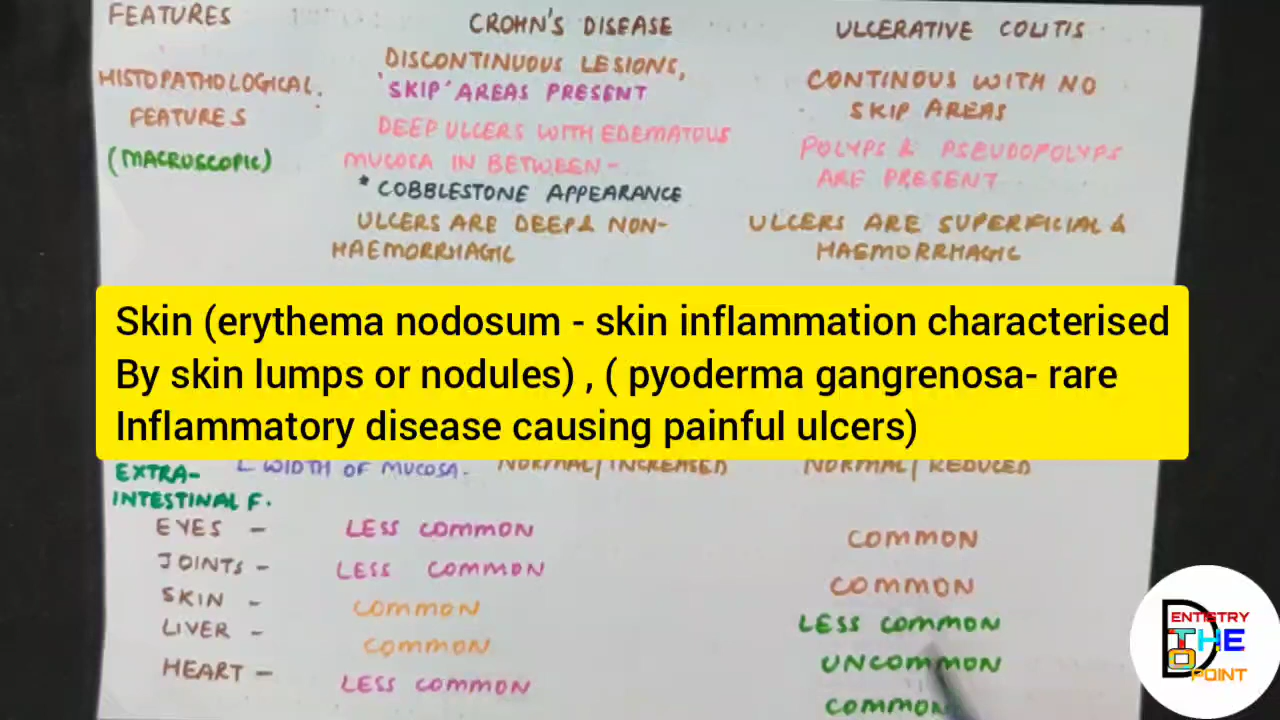 FEATURES CROHN'S DISEASE ULCERATIVE COLITIS
HISTOPATHOLOGICAL.
FEATURES
(MACROSCOPIC)
DISCONTINUOUS LESIONS,
'SKIP' AREAS PRESENT
DEEP ULCERS WITH EDEMATOUS
MUCOSA IN BETWEEN -
* COBBLESTONE APPEARANCE
ULCERS ARE DEEP & NON-
HAEMORRHAGIC
CONTINOUS WITH NO
SKIP AREAS
POLYPS & PSEUDOPOLYPS
ARE PRESENT
ULCERS ARE SUPERFICIAL &
HAEMORRHAGIC
Skin (erythema nodosum - skin inflammation characterised
By skin lumps or nodules) , ( pyoderma gangrenosa- rare
Inflammatory disease causing painful ulcers)
WIDTH OF MUCOSA. NORMAL/INCREASED NORMAL/REDUCED
EXTRA-
INTESTINAL F.
EYES - LESS COMMON COMMON
JOINTS - LESS COMMON COMMON
SKIN - COMMON LESS COMMON
LIVER - COMMON UNCOMMON
HEART - LESS COMMON COMMON
DENTISTRY
THE
TO
POINT